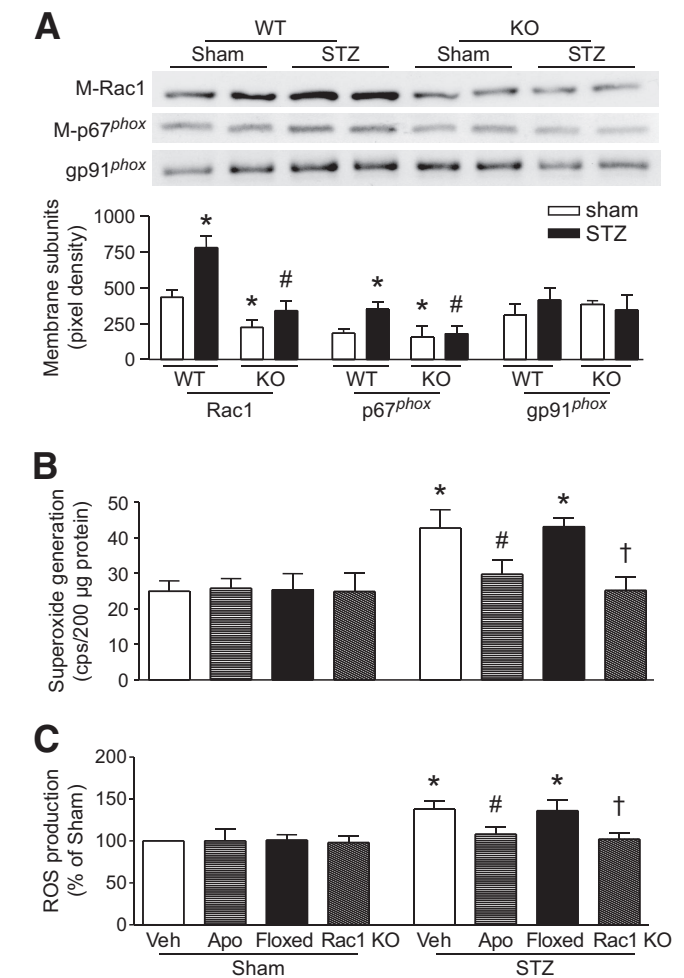 A
WT KO
Sham STZ Sham STZ
M-Rac1
M-p67phox
gp91phox
Membrane subunits
(pixel density)
1000
750
500
250
0
sham
STZ
* * # * * #
WT KO WT KO WT KO
Rac1 p67phox gp91phox
B
Superoxide generation
(cps/200 µg protein)
50
40
30
20
10
0
* # * †
C
ROS production
(% of Sham)
200
150
100
50
0
* # * †
Veh Apo Floxed Rac1 KO Veh Apo Floxed Rac1 KO
Sham STZ